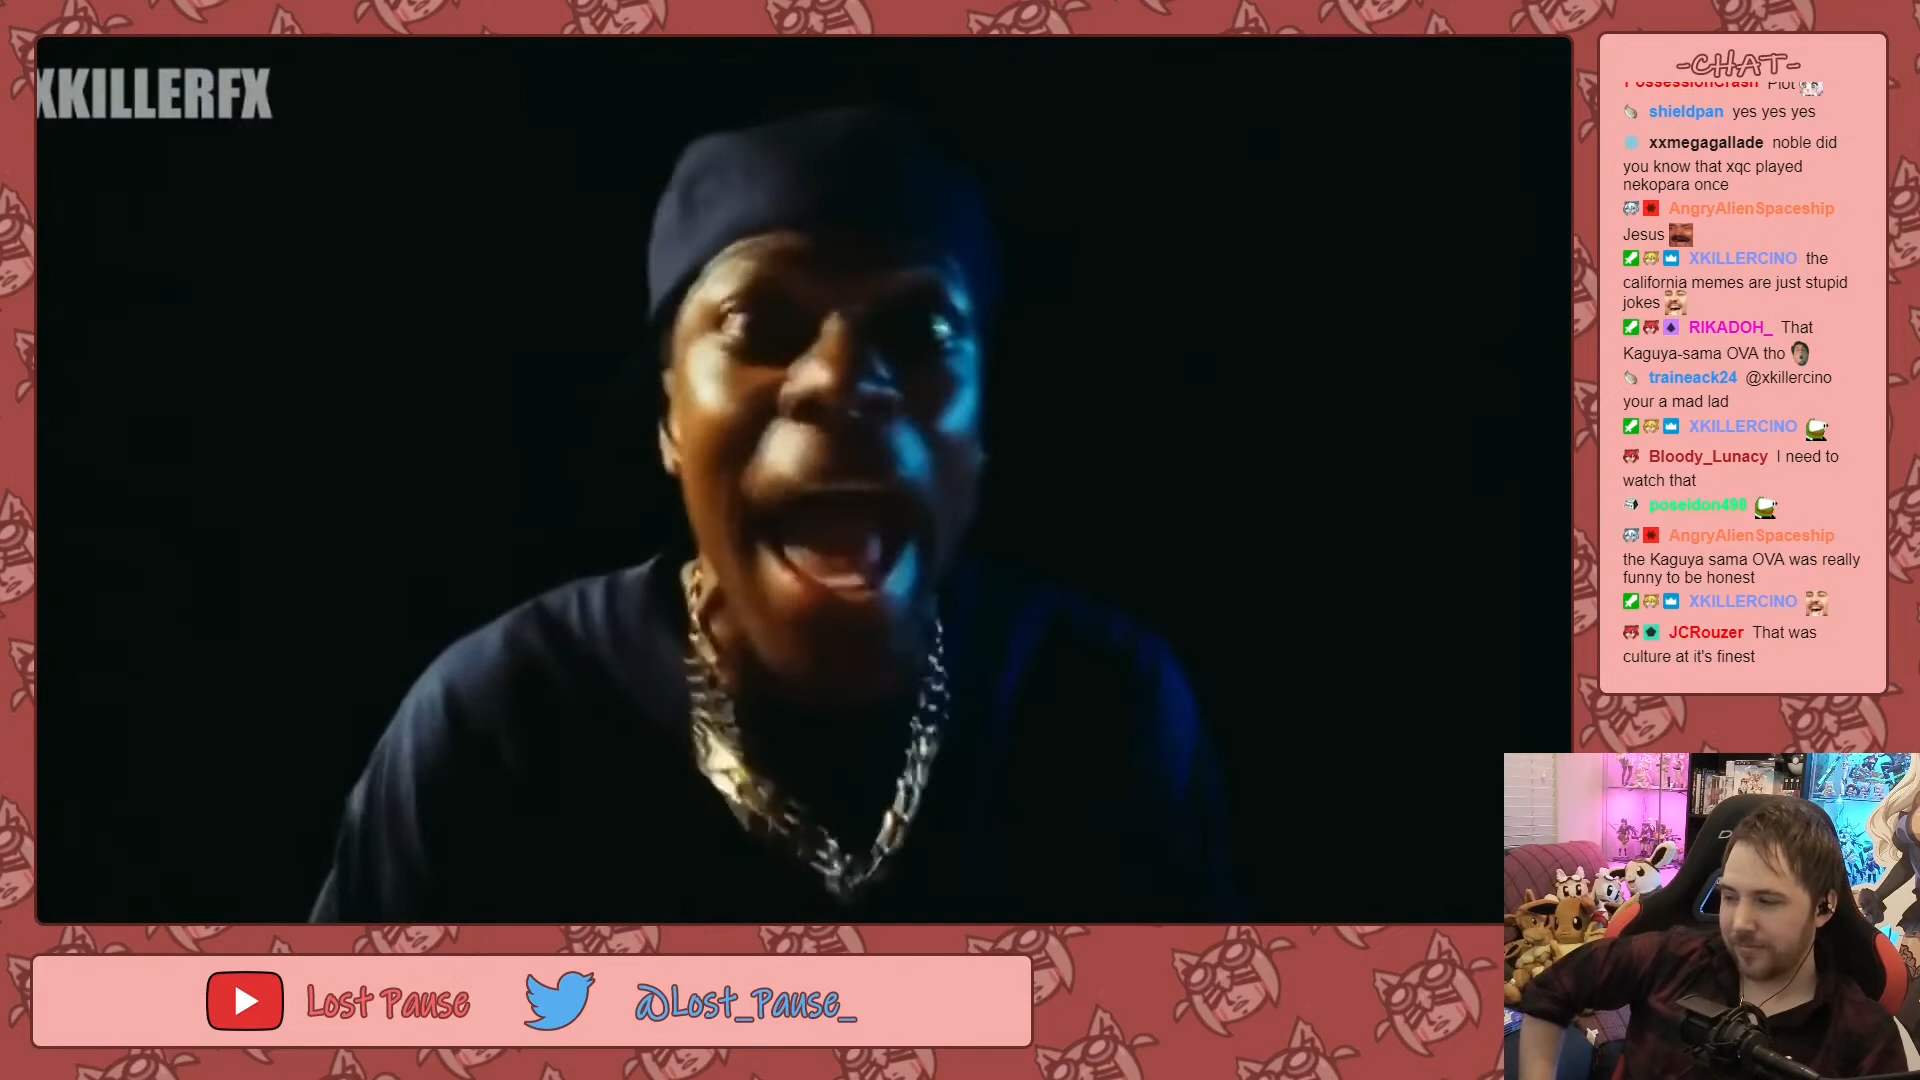 XKILLERFX
-CHAT-
PossessionCrash Plot
shieldpan yes yes yes
xxmegagallade noble did
you know that xqc played
nekopara once
AngryAlienSpaceship
Jesus
XKILLERCINO the
california memes are just stupid
jokes
RIKADOH_ That
Kaguya-sama OVA tho
traineack24 @xkillercino
your a mad lad
XKILLERCINO
Bloody_Lunacy I need to
watch that
poseidon498
AngryAlienSpaceship
the Kaguya sama OVA was really
funny to be honest
XKILLERCINO
JCRouzer That was
culture at it's finest
Lost Pause
@Lost_Pause_